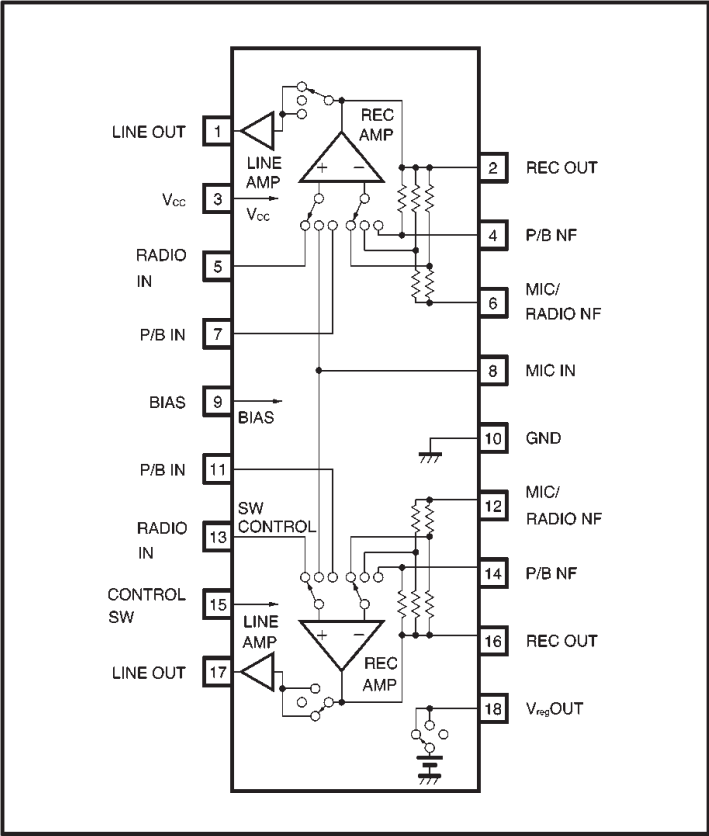 REC
AMP
LINE OUT
1
LINE
AMP
+
−
2
REC OUT
VCC
3
VCC
4
P/B NF
RADIO
IN
5
MIC/
RADIO NF
6
P/B IN
7
8
MIC IN
BIAS
9
BIAS
10
GND
P/B IN
11
MIC/
RADIO NF
12
SW
CONTROL
RADIO
IN
13
14
P/B NF
CONTROL
SW
15
LINE
AMP
+
−
16
REC OUT
LINE OUT
17
REC
AMP
18
VregOUT